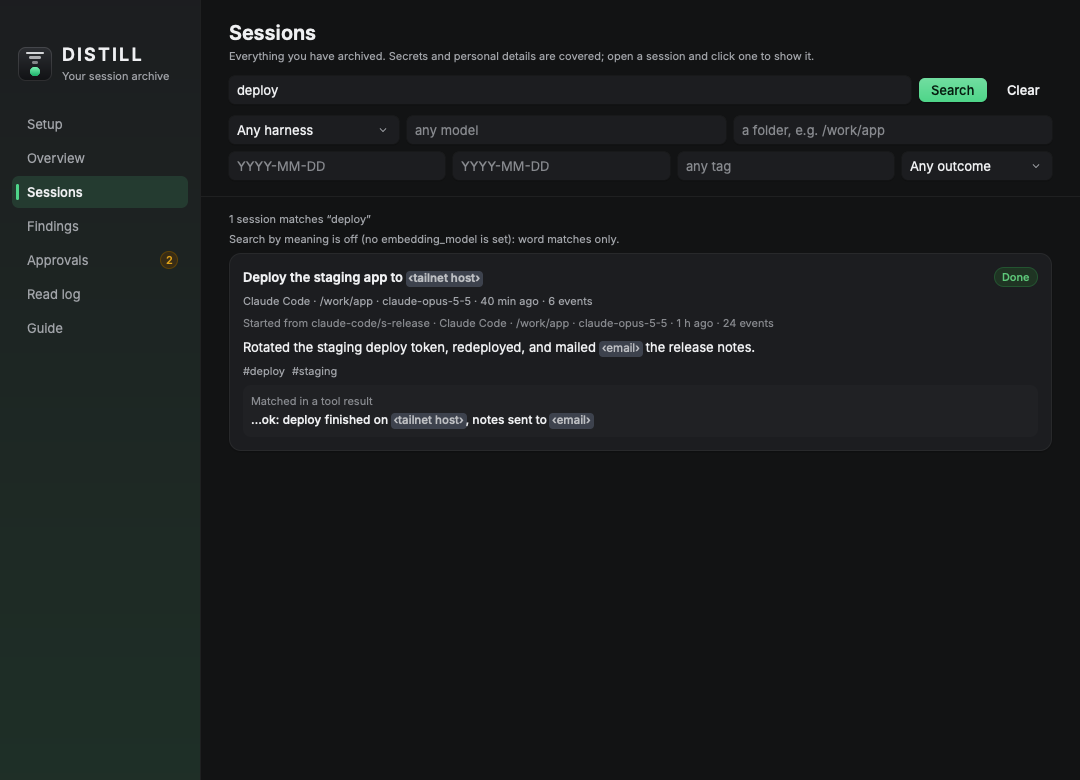 DISTILL
Your session archive
Setup
Overview
Sessions
Findings
Approvals 2
Read log
Guide
Sessions
Everything you have archived. Secrets and personal details are covered; open a session and click one to show it.
deploy Search Clear
Any harness any model a folder, e.g. /work/app
YYYY-MM-DD YYYY-MM-DD any tag Any outcome
1 session matches “deploy”
Search by meaning is off (no embedding_model is set): word matches only.
Deploy the staging app to ‹tailnet host› Done
Claude Code · /work/app · claude-opus-5-5 · 40 min ago · 6 events
Started from claude-code/s-release · Claude Code · /work/app · claude-opus-5-5 · 1 h ago · 24 events
Rotated the staging deploy token, redeployed, and mailed ‹email› the release notes.
#deploy #staging
Matched in a tool result
…ok: deploy finished on ‹tailnet host›, notes sent to ‹email›